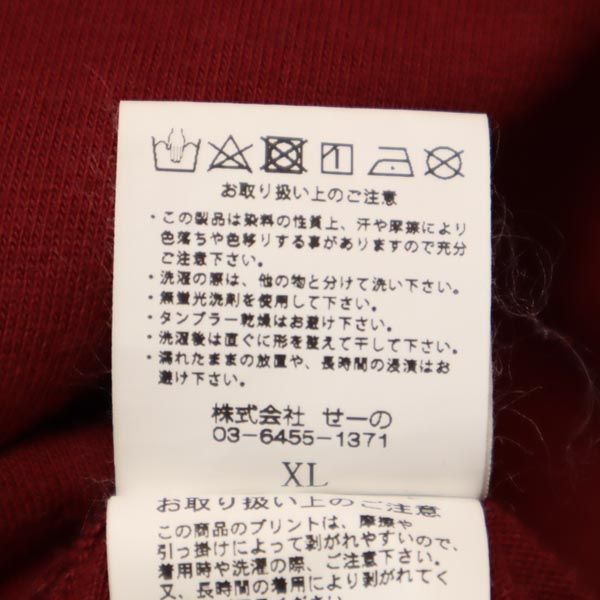 お取り扱い上のご注意
・この製品は染料の性質上、汗や摩擦により
色落ちや色移りする事がありますので充分
ご注意下さい。
・洗濯の際は、他の物と分けて洗い下さい。
・無蛍光洗剤を使用して下さい。
・タンブラー乾燥はお避け下さい。
・洗濯後は直ぐに形を整えて干して下さい。
・濡れたままの放置や、長時間の浸漬はお
避け下さい。
株式会社 せーの
03-6455-1371
XL
お取り扱い上のご注意
この商品のプリントは、摩擦や
引っ掛けによって剥がれやすいので、
着用時や洗濯の際、ご注意下さい。
又、長時間の着用により剥がれてく